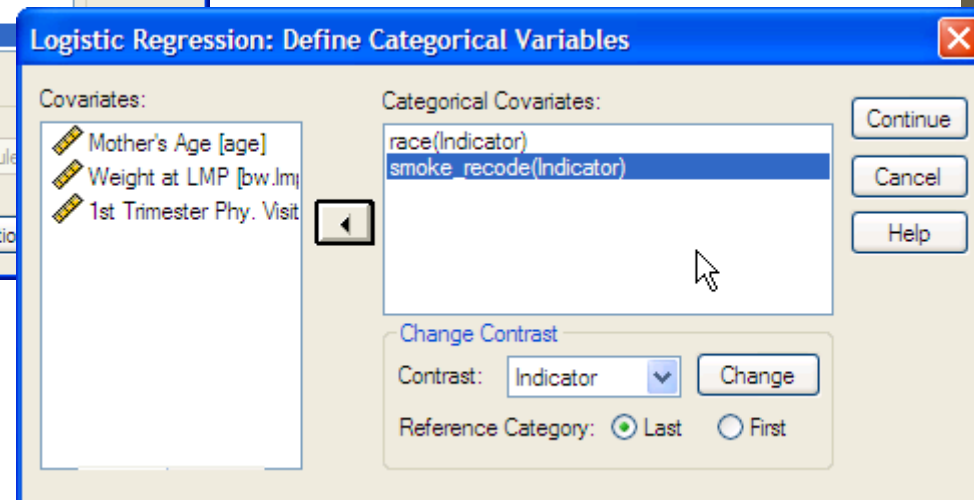 Logistic Regression: Define Categorical Variables
Covariates:
Mother's Age [age]
Weight at LMP [bw.lm
1st Trimester Phy. Visit
Categorical Covariates:
race(Indicator)
smoke_recode(Indicator)
Continue
Cancel
Help
Change Contrast
Contrast: Indicator Change
Reference Category: Last First